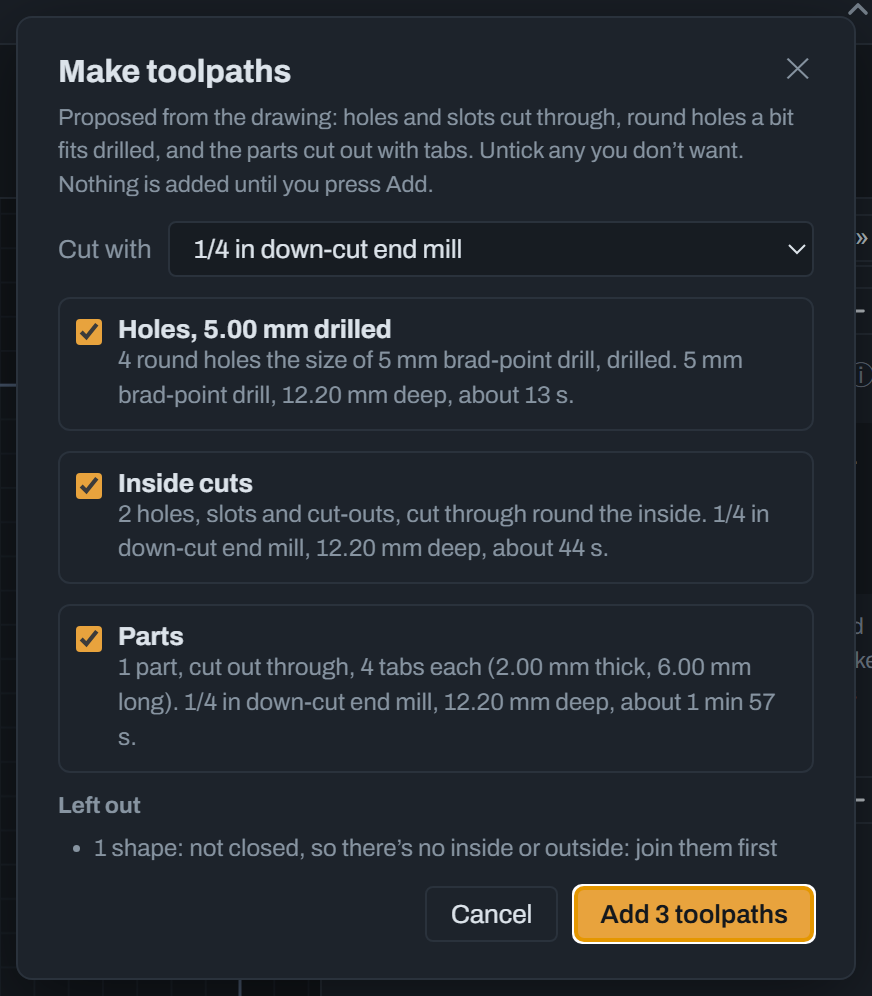 Make toolpaths
Proposed from the drawing: holes and slots cut through, round holes a bit
fits drilled, and the parts cut out with tabs. Untick any you don’t want.
Nothing is added until you press Add.
Cut with
1/4 in down-cut end mill
Holes, 5.00 mm drilled
4 round holes the size of 5 mm brad-point drill, drilled. 5 mm
brad-point drill, 12.20 mm deep, about 13 s.
Inside cuts
2 holes, slots and cut-outs, cut through round the inside. 1/4 in
down-cut end mill, 12.20 mm deep, about 44 s.
Parts
1 part, cut out through, 4 tabs each (2.00 mm thick, 6.00 mm
long). 1/4 in down-cut end mill, 12.20 mm deep, about 1 min 57
s.
Left out
• 1 shape: not closed, so there’s no inside or outside: join them first
Cancel
Add 3 toolpaths